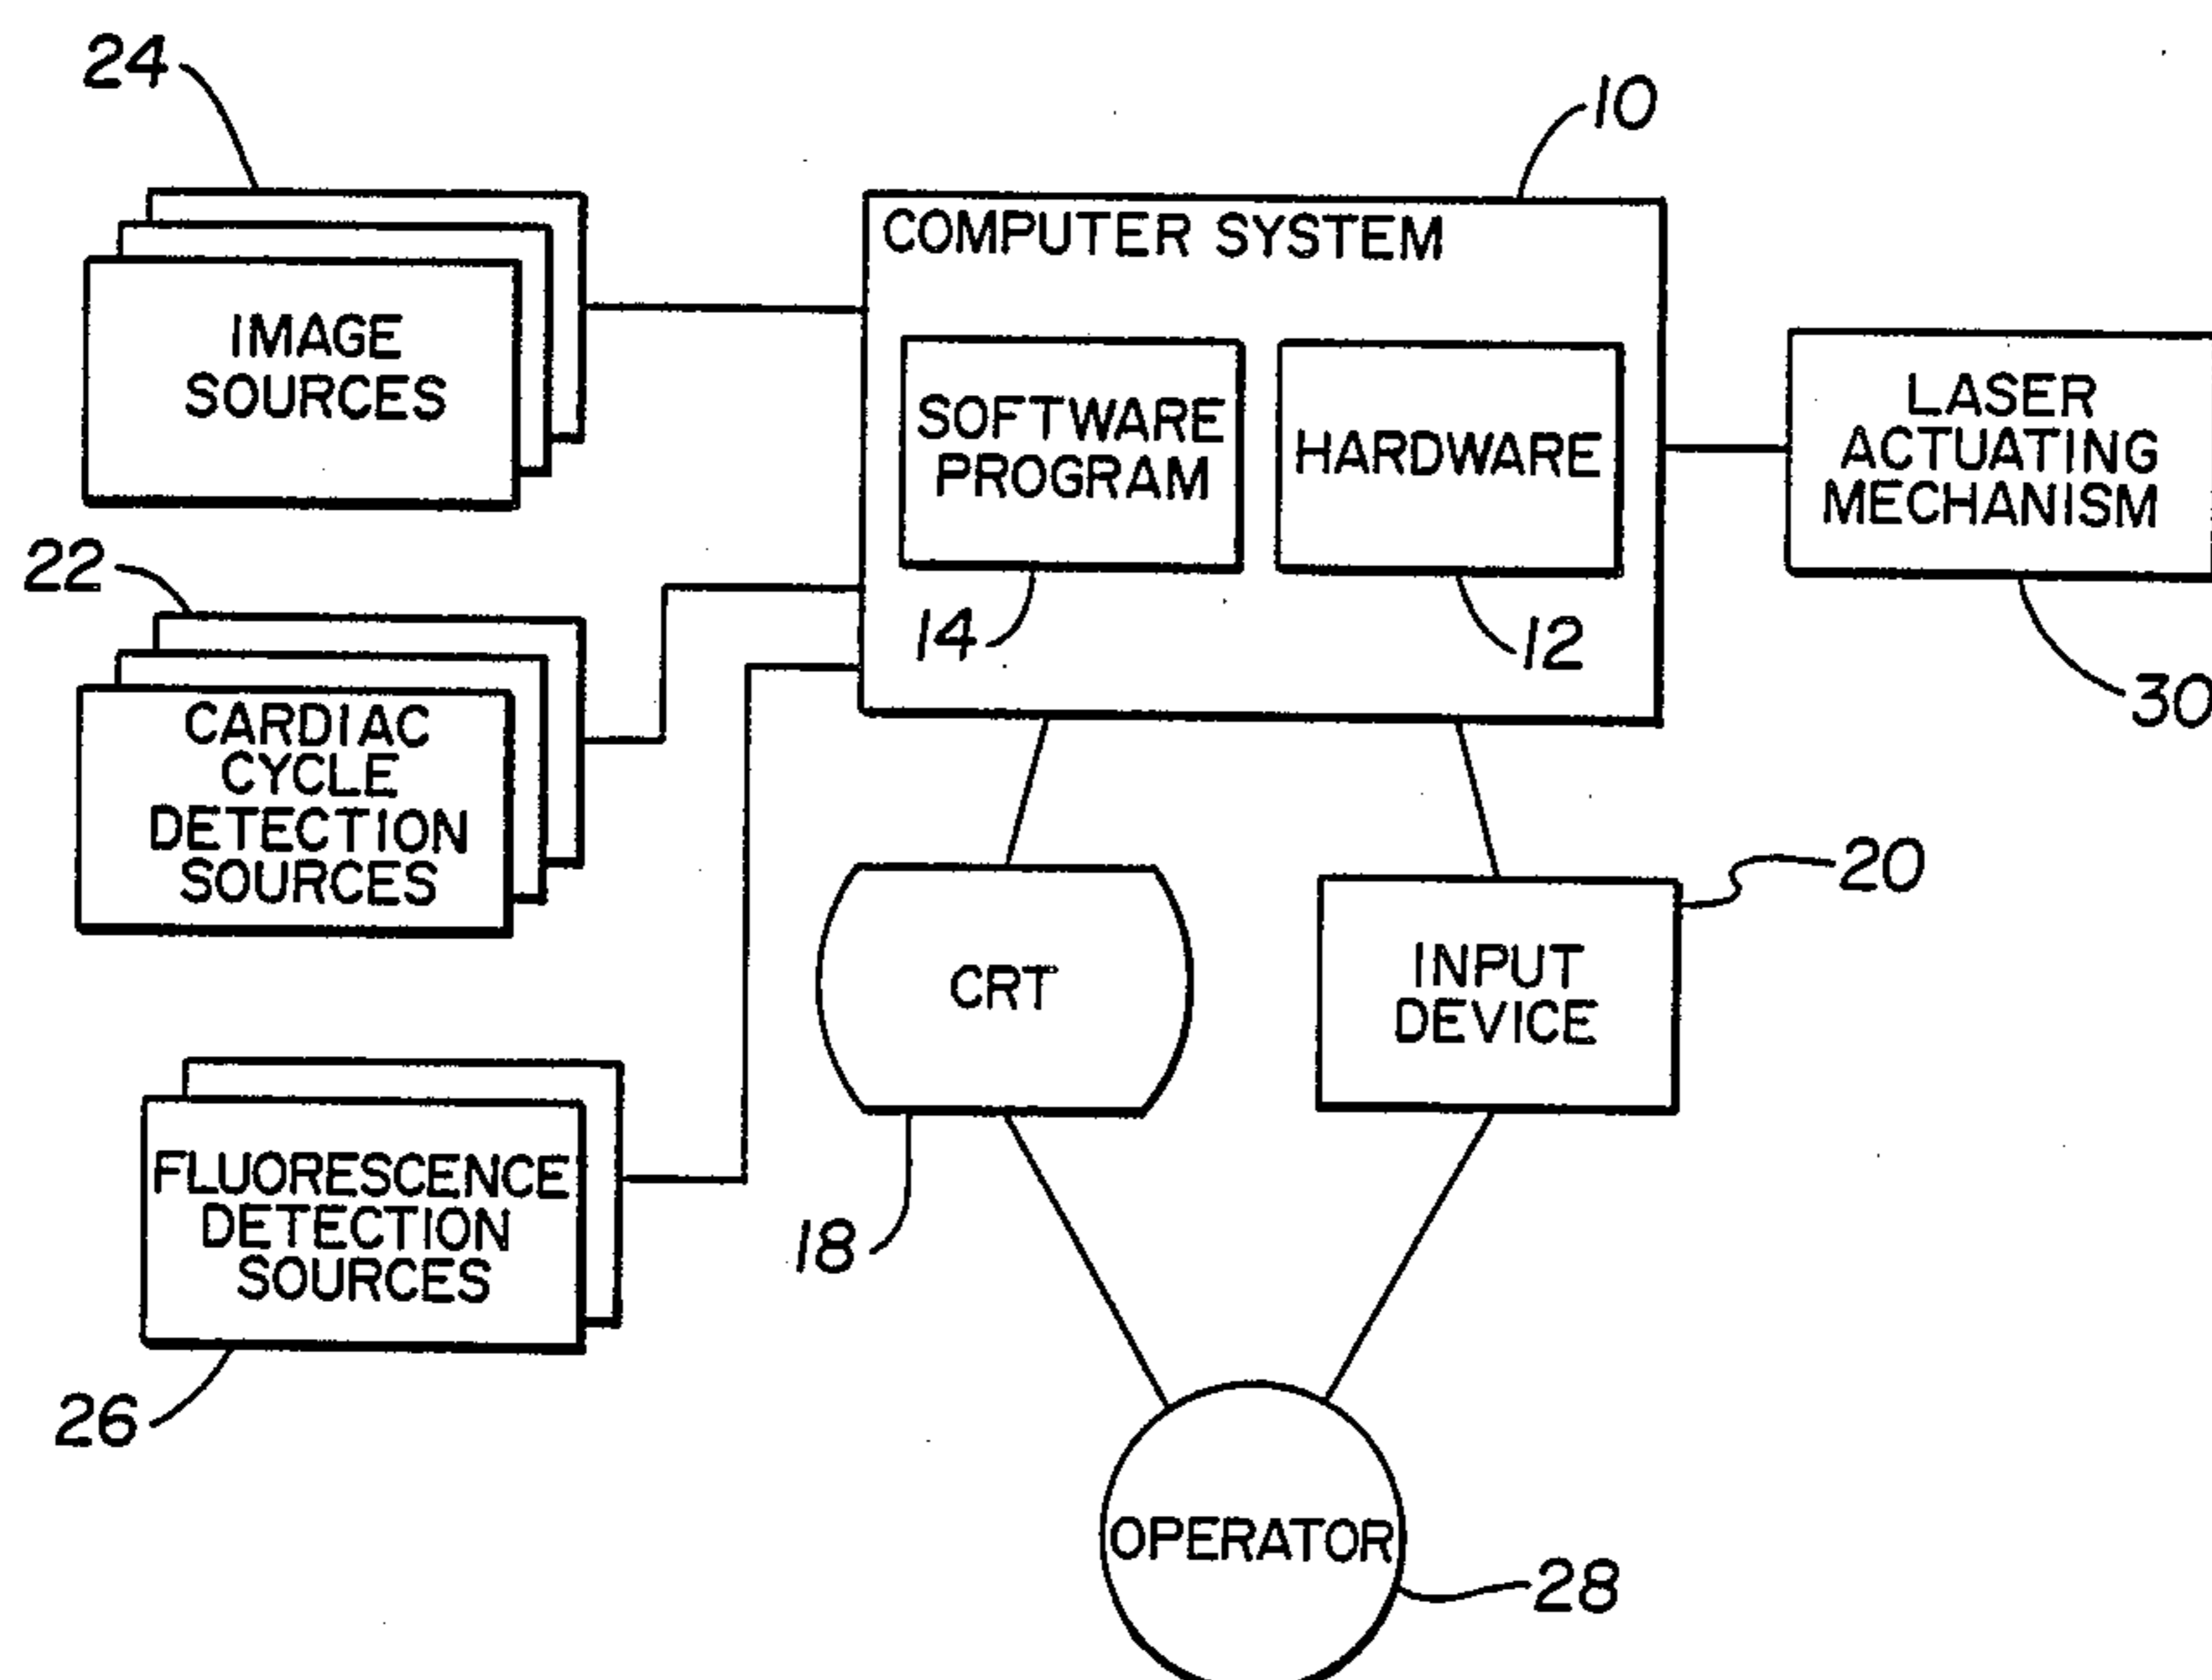 24
10
COMPUTER SYSTEM
IMAGE
SOURCES
SOFTWARE
PROGRAM
HARDWARE
LASER
ACTUATING
MECHANISM
22
14
12
30
CARDIAC
CYCLE
DETECTION
SOURCES
20
CRT
INPUT
DEVICE
FLUORESCENCE
DETECTION
SOURCES
18
26
OPERATOR
28